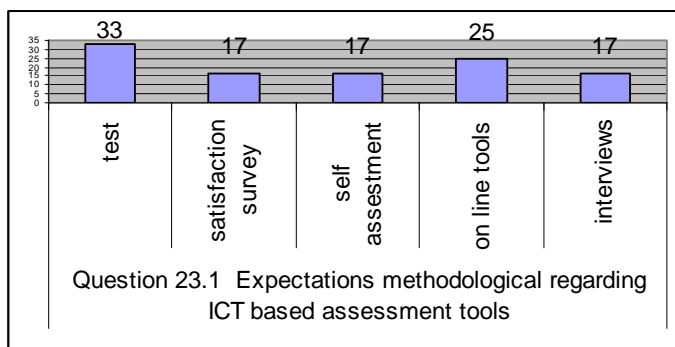 33
17
17
25
17
35
30
25
20
15
10
5
0
test
satisfaction
survey
self
assestment
on line tools
interviews
Question 23.1 Expectations methodological regarding
ICT based assessment tools